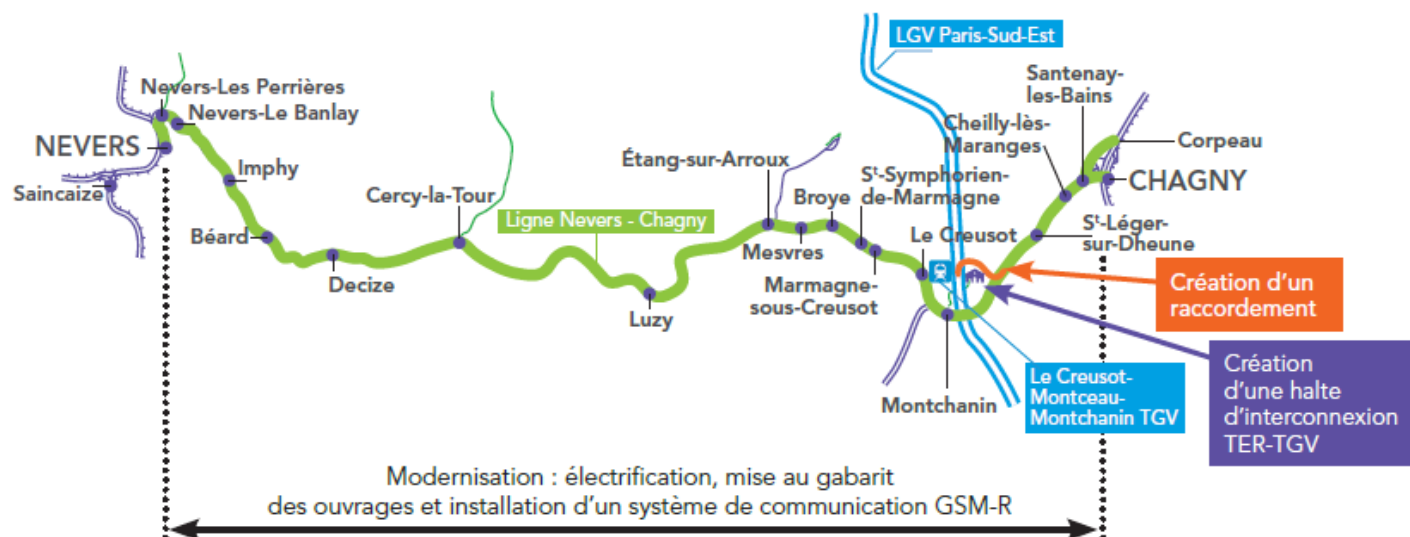 LGV Paris-Sud-Est
Santenay-
les-Bains
Nevers-Les Perrières
Nevers-Le Banlay
Cheilly-lès-
Maranges
Corpeau
NEVERS
Étang-sur-Arroux
Imphy
CHAGNY
Saincaize
Cercy-la-Tour
Broye
St-Symphorien-
de-Marmagne
Ligne Nevers - Chagny
Béard
Mesvres
Le Creusot
St-Léger-
sur-Dheune
Decize
Marmagne-
sous-Creusot
Création d'un
raccordement
Luzy
Montchanin
Le Creusot-
Montceau-
Montchanin TGV
Création
d'une halte
d'interconnexion
TER-TGV
Modernisation : électrification, mise au gabarit
des ouvrages et installation d'un système de communication GSM-R